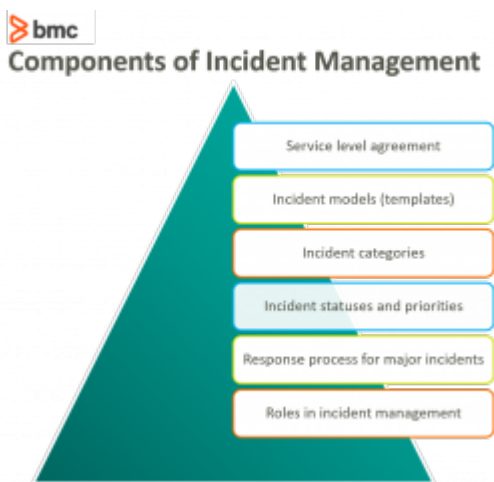 bmc
Components of Incident Management
Service level agreement
Incident models (templates)
Incident categories
Incident statuses and priorities
Response process for major incidents
Roles in incident management